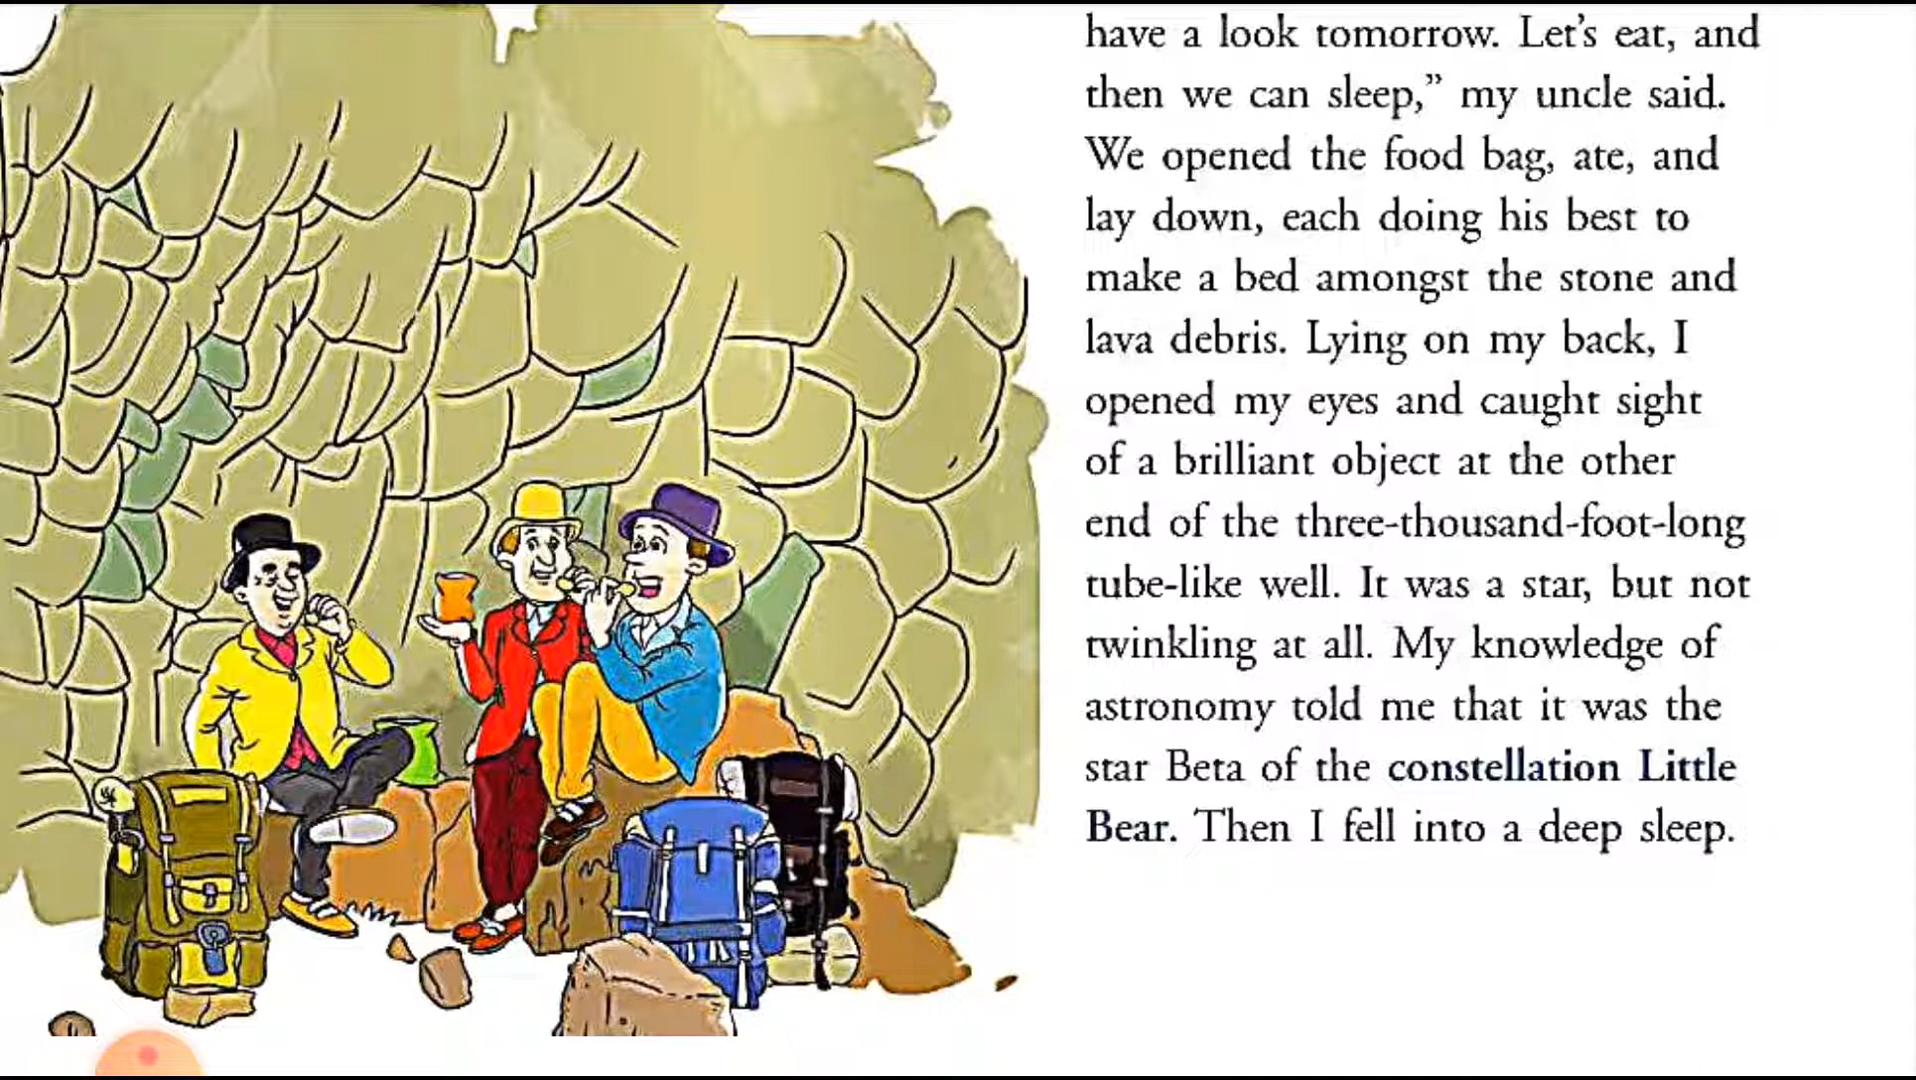 have a look tomorrow. Let’s eat, and
then we can sleep,” my uncle said.
We opened the food bag, ate, and
lay down, each doing his best to
make a bed amongst the stone and
lava debris. Lying on my back, I
opened my eyes and caught sight
of a brilliant object at the other
end of the three-thousand-foot-long
tube-like well. It was a star, but not
twinkling at all. My knowledge of
astronomy told me that it was the
star Beta of the constellation Little
Bear. Then I fell into a deep sleep.